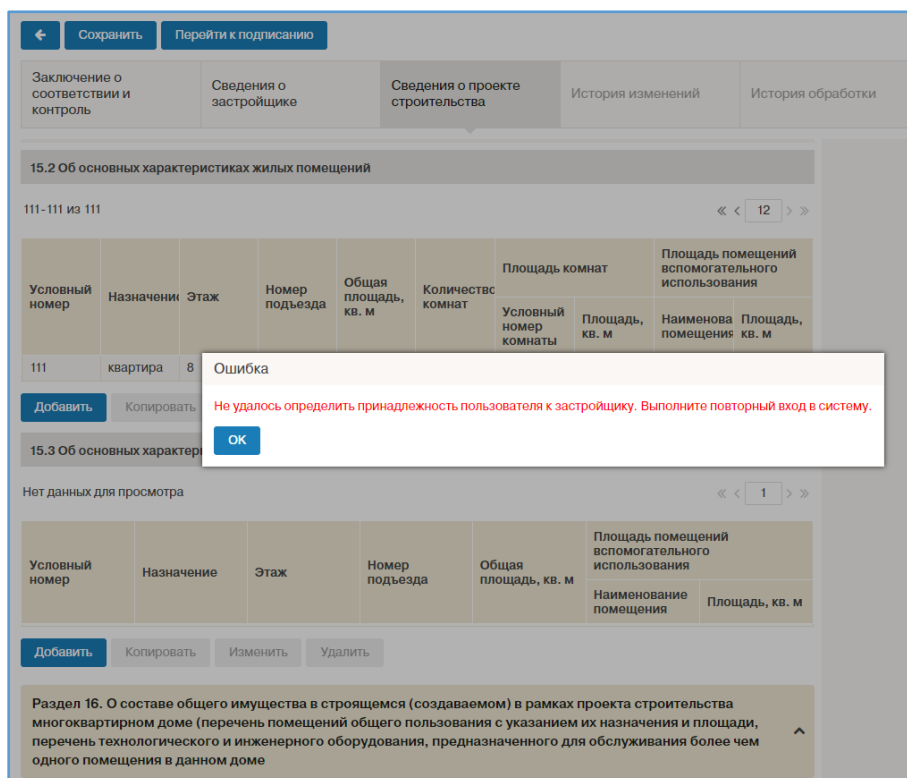 Сохранить
Перейти к подписанию
Заключение о
соответствии и
контроль
Сведения о
застройщике
Сведения о проекте
строительства
История изменений
История обработки
15.2 Об основных характеристиках жилых помещений
111-111 из 111
12
Условный
номер
Назначени
Этаж
Номер
подъезда
Общая
площадь,
кв. м
Количество
комнат
Площадь комнат
Площадь помещений
вспомогательного
использования
Условный
номер
комнаты
Площадь,
кв. м
Наименова
помещения
Площадь,
кв. м
111
квартира
8
Ошибка
Не удалось определить принадлежность пользователя к застройщику. Выполните повторный вход в систему.
ОК
Добавить
Копироват
15.3 Об основных характер
Нет данных для просмотра
1
Условный
номер
Назначение
Этаж
Номер
подъезда
Общая
площадь, кв. м
Площадь помещений
вспомогательного
использования
Наименование
помещения
Площадь, кв. м
Добавить
Копировать
Изменить
Удалить
Раздел 16. О составе общего имущества в строящемся (создаваемом) в рамках проекта строительства
многоквартирном доме (перечень помещений общего пользования с указанием их назначения и площади,
перечень технологического и инженерного оборудования, предназначенного для обслуживания более чем
одного помещения в данном доме